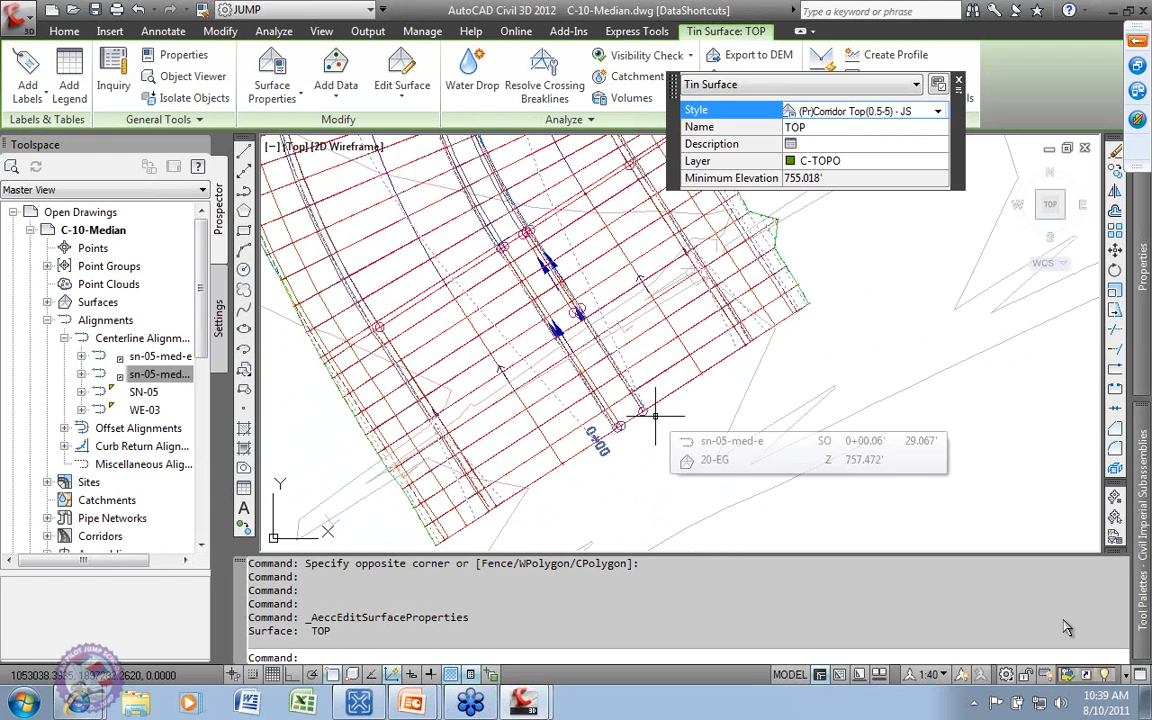 JUMP
AutoCAD Civil 3D 2012
C-10-Median.dwg [DataShortcuts]
Type a keyword or phrase
Home
Insert
Annotate
Modify
Analyze
View
Output
Manage
Help
Online
Add-Ins
Express Tools
Tin Surface: TOP
Add
Labels
Add
Legend
Inquiry
Properties
Object Viewer
Isolate Objects
Surface
Properties
Add Data
Edit Surface
Water Drop
Resolve Crossing
Breaklines
Visibility Check
Catchment
Volumes
Export to DEM
Create Profile
Labels & Tables
General Tools
Modify
Analyze
Tin Surface
Style
(Pr)Corridor Top(0.5-5) - JS
Name
TOP
Description
Layer
C-TOPO
Minimum Elevation
755.018'
Toolspace
Master View
Open Drawings
C-10-Median
Points
Point Groups
Point Clouds
Surfaces
Alignments
Centerline Alignm...
sn-05-med-e
sn-05-med...
SN-05
WE-03
Offset Alignments
Curb Return Align...
Miscellaneous Alig...
Sites
Catchments
Pipe Networks
Corridors
Prospector
Settings
[−] [Top] [2D Wireframe]
TOP
N
W
E
S
WCS
0+00
sn-05-med-e SO 0+00.06' 29.067'
20-EG Z 757.472'
Y
X
Properties
Tool Palettes - Civil Imperial Subassemblies
Command: Specify opposite corner or [Fence/WPolygon/CPolygon]:
Command:
Command:
Command:
Command: _AeccEditSurfaceProperties
Surface: TOP
Command:
MODEL
1:40
10:39 AM
8/10/2011